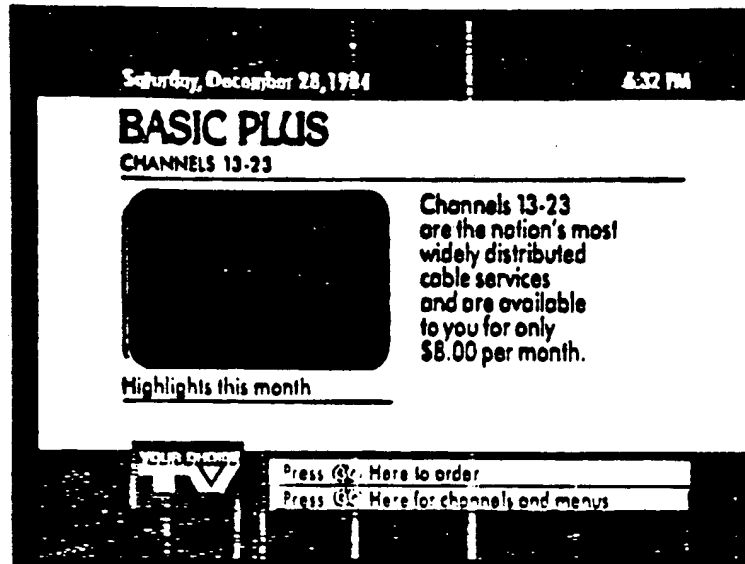 Saturday, December 28, 1984
6:32 PM
BASIC PLUS
CHANNELS 13-23
Channels 13-23
are the nation's most
widely distributed
cable services
and are available
to you for only
$8.00 per month.
Highlights this month
YOUR CHOICE
TV
Press Here to order
Press Here for channels and menus